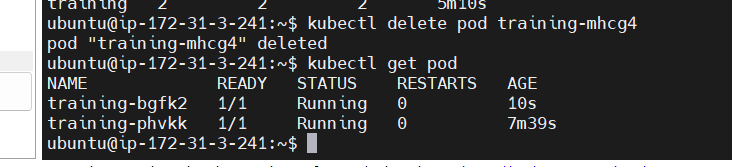 training 2 2 2 5m10s
ubuntu@ip-172-31-3-241:~$ kubectl delete pod training-mhcg4
pod "training-mhcg4" deleted
ubuntu@ip-172-31-3-241:~$ kubectl get pod
NAME READY STATUS RESTARTS AGE
training-bgfk2 1/1 Running 0 10s
training-phvkk 1/1 Running 0 7m39s
ubuntu@ip-172-31-3-241:~$